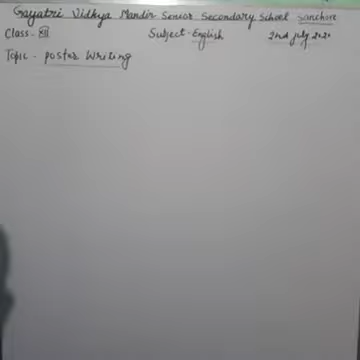 Gayatri Vidhya Mandir Senior Secondary School Sanchore
Class - XII Subject - English 2nd july 2020
Topic - poster Writing